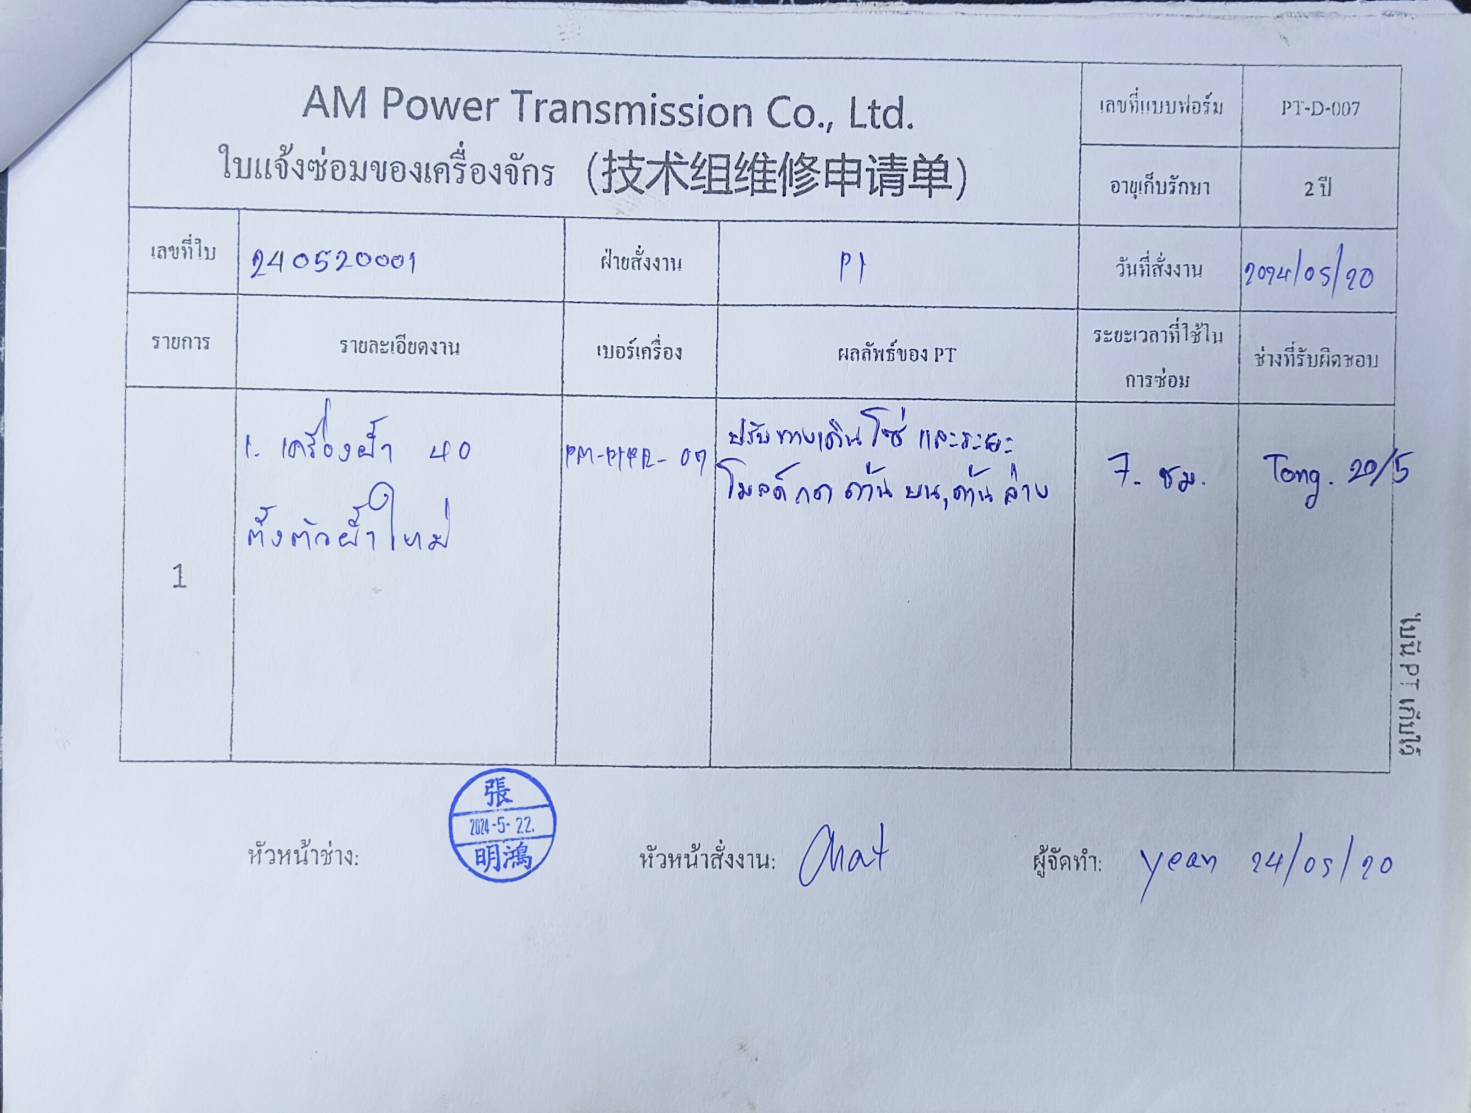 AM Power Transmission Co., Ltd.
ใบแจ้งซ่อมของเครื่องจักร (技术组维修申请单)
เลขที่แบบฟอร์ม PT-D-007
อายุเก็บรักษา 2 ปี
เลขที่ใบ 240520001 ฝ่ายสั่งงาน PI วันที่สั่งงาน 2024/05/20
รายการ รายละเอียดงาน เบอร์เครื่อง ผลลัพธ์ของ PT ระยะเวลาที่ใช้ใน ช่างที่รับผิดชอบ
การซ่อม
1 1. เครื่องย้ำ 40 ปรับทางเดินโซ่ และระยะ 7. ชม. Tong. 20/5
ตั้งตัวย้ำใหม่ โมลด์กด ด้านบน, ด้านล่าง
ใบนี้ PT เก็บไว้
หัวหน้าช่าง: 張 2024-5-22. 明鴻 หัวหน้าสั่งงาน: Chat ผู้จัดทำ: yean 24/05/20